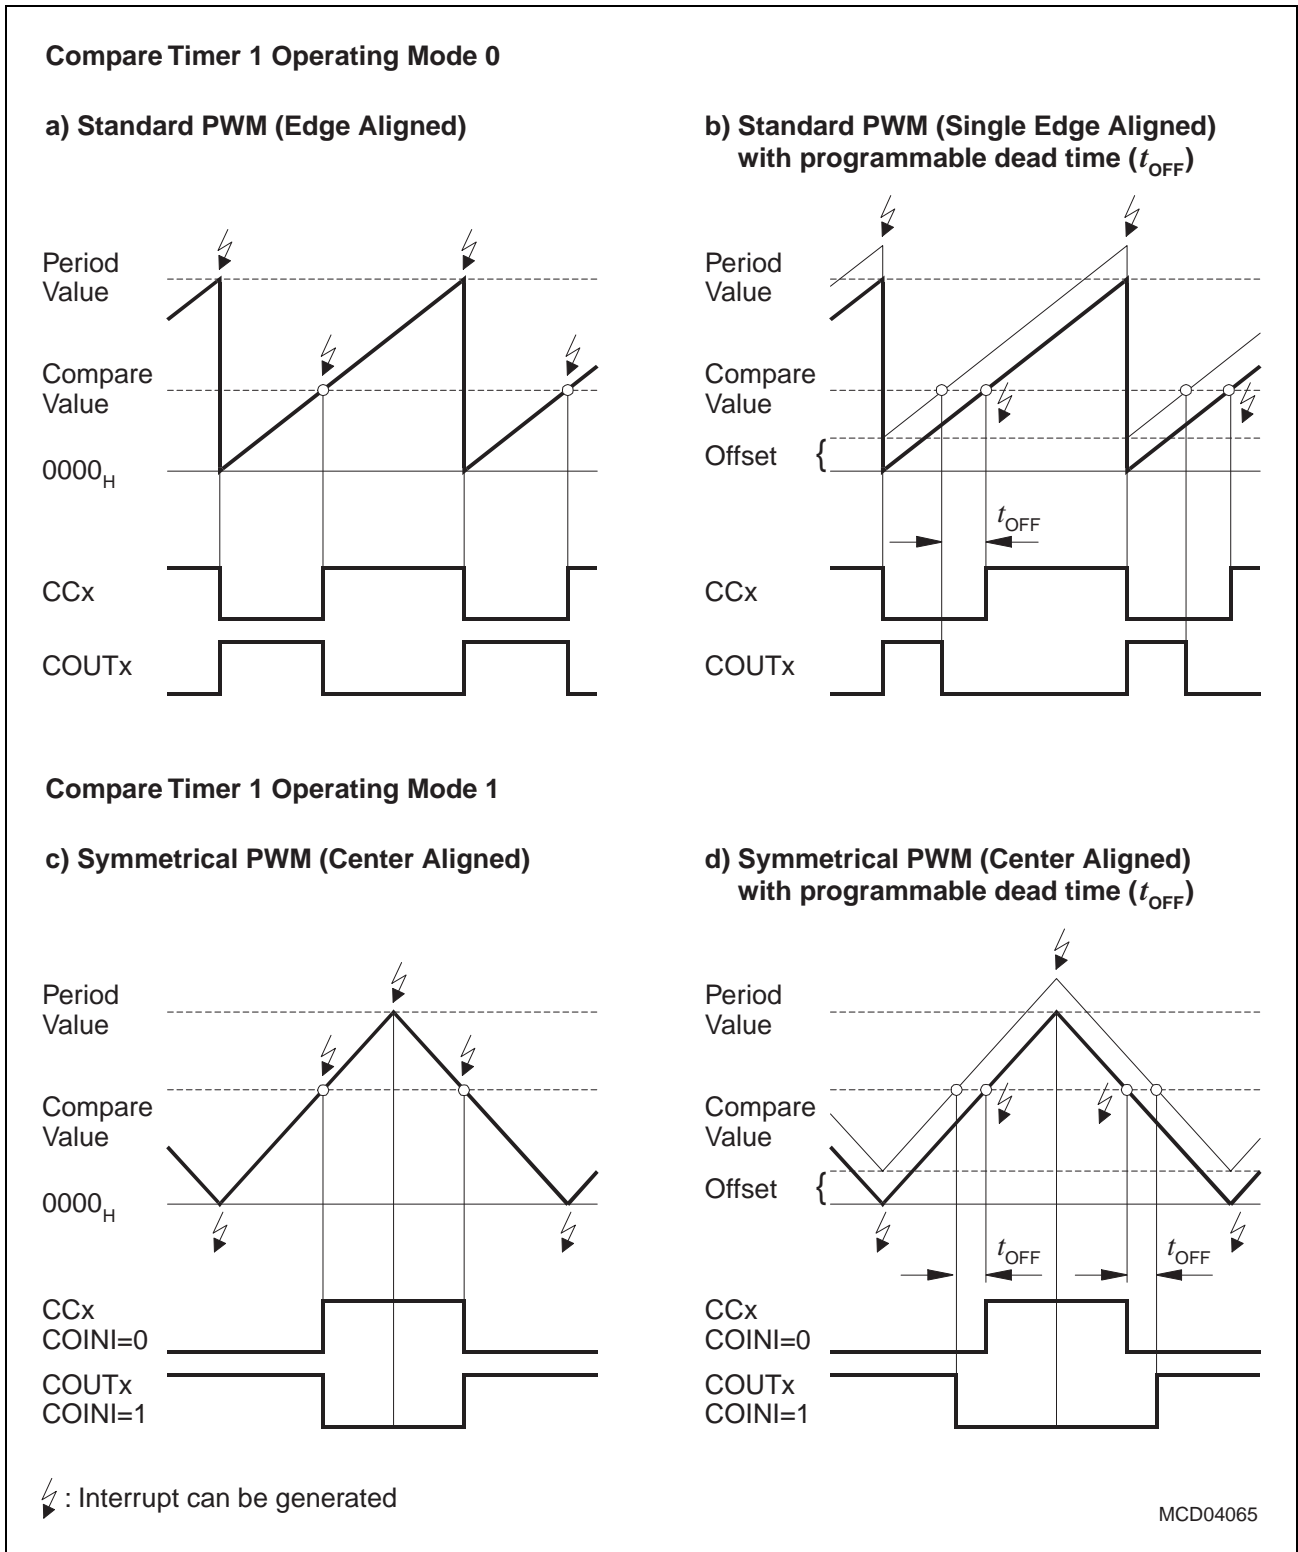 Compare Timer 1 Operating Mode 0
a) Standard PWM (Edge Aligned)
Period
Value
Compare
Value
0000H
CCx
COUTx
b) Standard PWM (Single Edge Aligned)
with programmable dead time (tOFF)
Period
Value
Compare
Value
Offset {
tOFF
CCx
COUTx
Compare Timer 1 Operating Mode 1
c) Symmetrical PWM (Center Aligned)
Period
Value
Compare
Value
0000H
CCx
COINI=0
COUTx
COINI=1
d) Symmetrical PWM (Center Aligned)
with programmable dead time (tOFF)
Period
Value
Compare
Value
Offset {
tOFF
tOFF
CCx
COINI=0
COUTx
COINI=1
: Interrupt can be generated
MCD04065